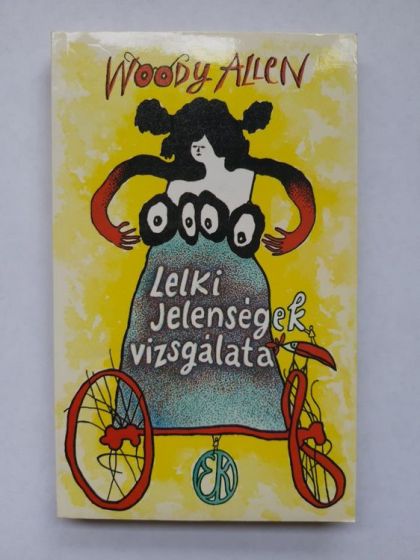 WOODY ALLEN
Lelki
Jelenségek
vizsgálata
EK